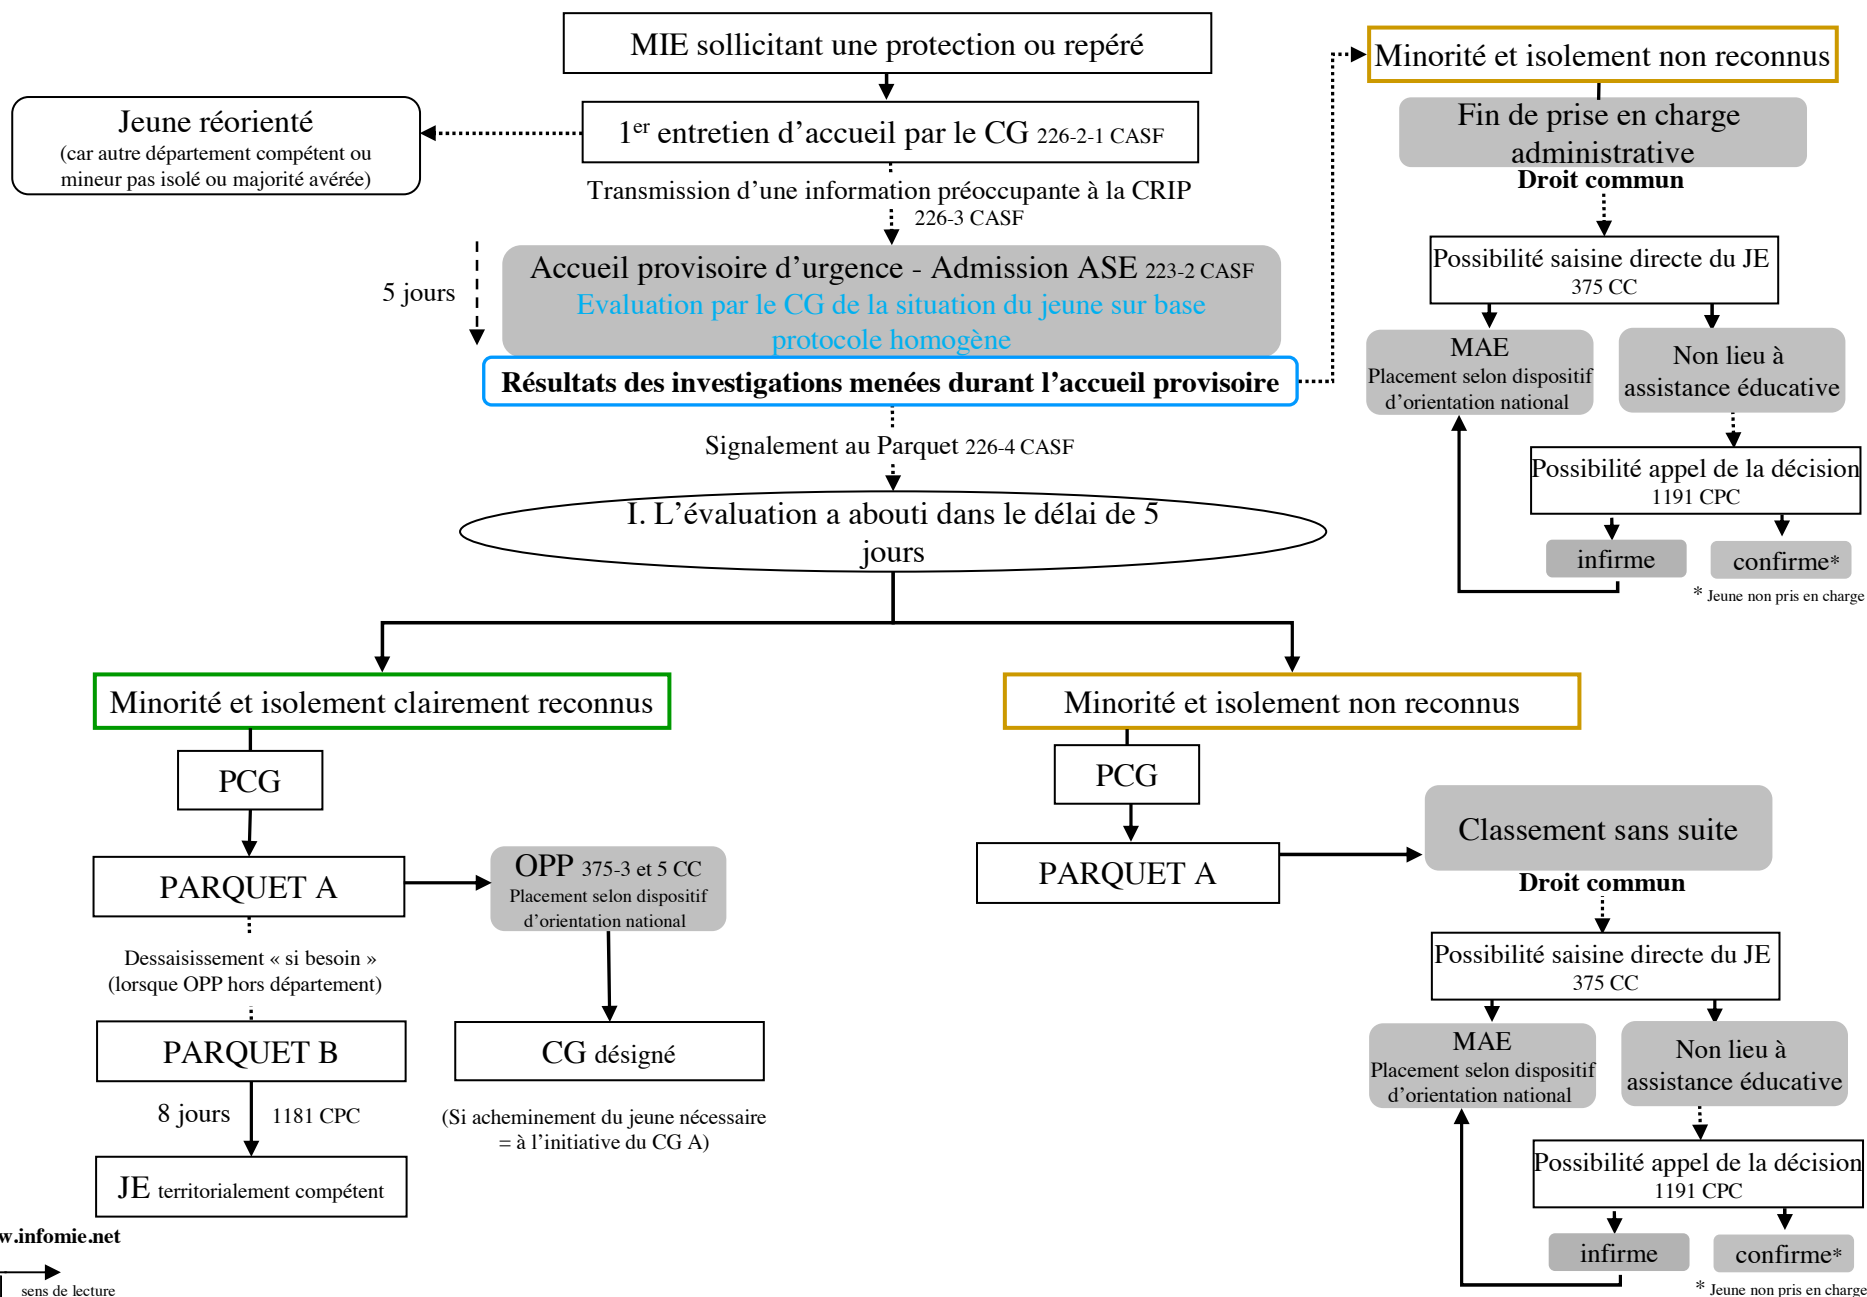 MIE sollicitant une protection ou repéré
1er entretien d’accueil par le CG 226-2-1 CASF
Jeune réorienté
(car autre département compétent ou
mineur pas isolé ou majorité avérée)
Transmission d’une information préoccupante à la CRIP
226-3 CASF
5 jours
Accueil provisoire d’urgence - Admission ASE 223-2 CASF
Evaluation par le CG de la situation du jeune sur base
protocole homogène
Résultats des investigations menées durant l’accueil provisoire
Signalement au Parquet 226-4 CASF
I. L’évaluation a abouti dans le délai de 5
jours
Minorité et isolement non reconnus
Fin de prise en charge
administrative
Droit commun
Possibilité saisine directe du JE
375 CC
MAE
Placement selon dispositif
d’orientation national
Non lieu à
assistance éducative
Possibilité appel de la décision
1191 CPC
infirme
confirme*
* Jeune non pris en charge
Minorité et isolement clairement reconnus
PCG
PARQUET A
OPP 375-3 et 5 CC
Placement selon dispositif
d’orientation national
Dessaisissement « si besoin »
(lorsque OPP hors département)
PARQUET B
CG désigné
8 jours
1181 CPC
(Si acheminement du jeune nécessaire
= à l’initiative du CG A)
JE territorialement compétent
Minorité et isolement non reconnus
PCG
PARQUET A
Classement sans suite
Droit commun
Possibilité saisine directe du JE
375 CC
MAE
Placement selon dispositif
d’orientation national
Non lieu à
assistance éducative
Possibilité appel de la décision
1191 CPC
infirme
confirme*
* Jeune non pris en charge
w.infomie.net
sens de lecture